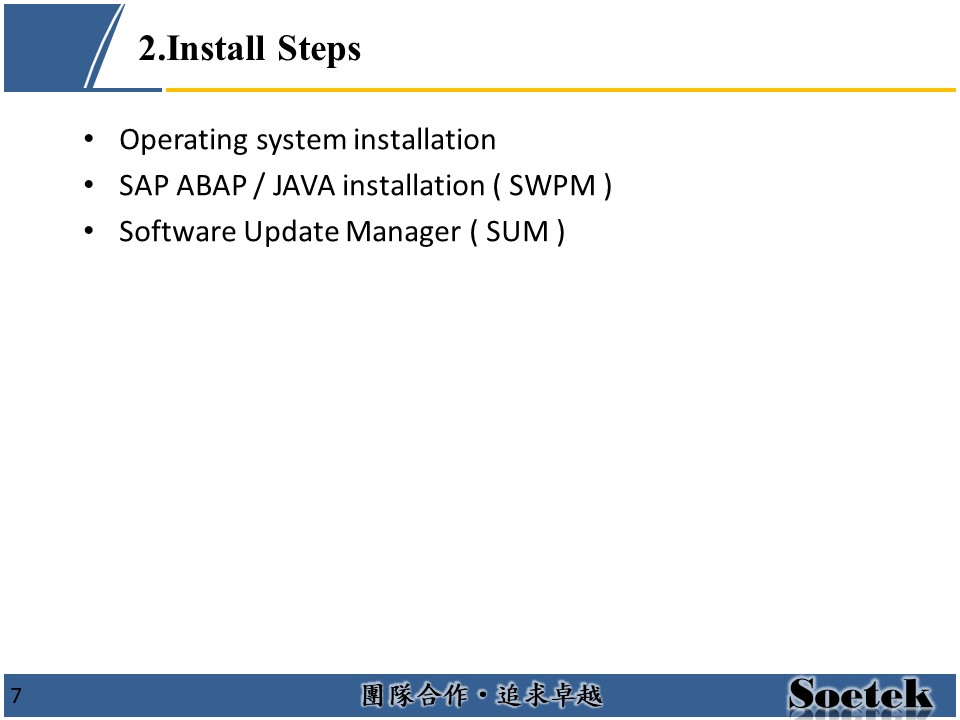 2.Install Steps
• Operating system installation
• SAP ABAP / JAVA installation ( SWPM )
• Software Update Manager ( SUM )
7
團隊合作‧追求卓越
Soetek